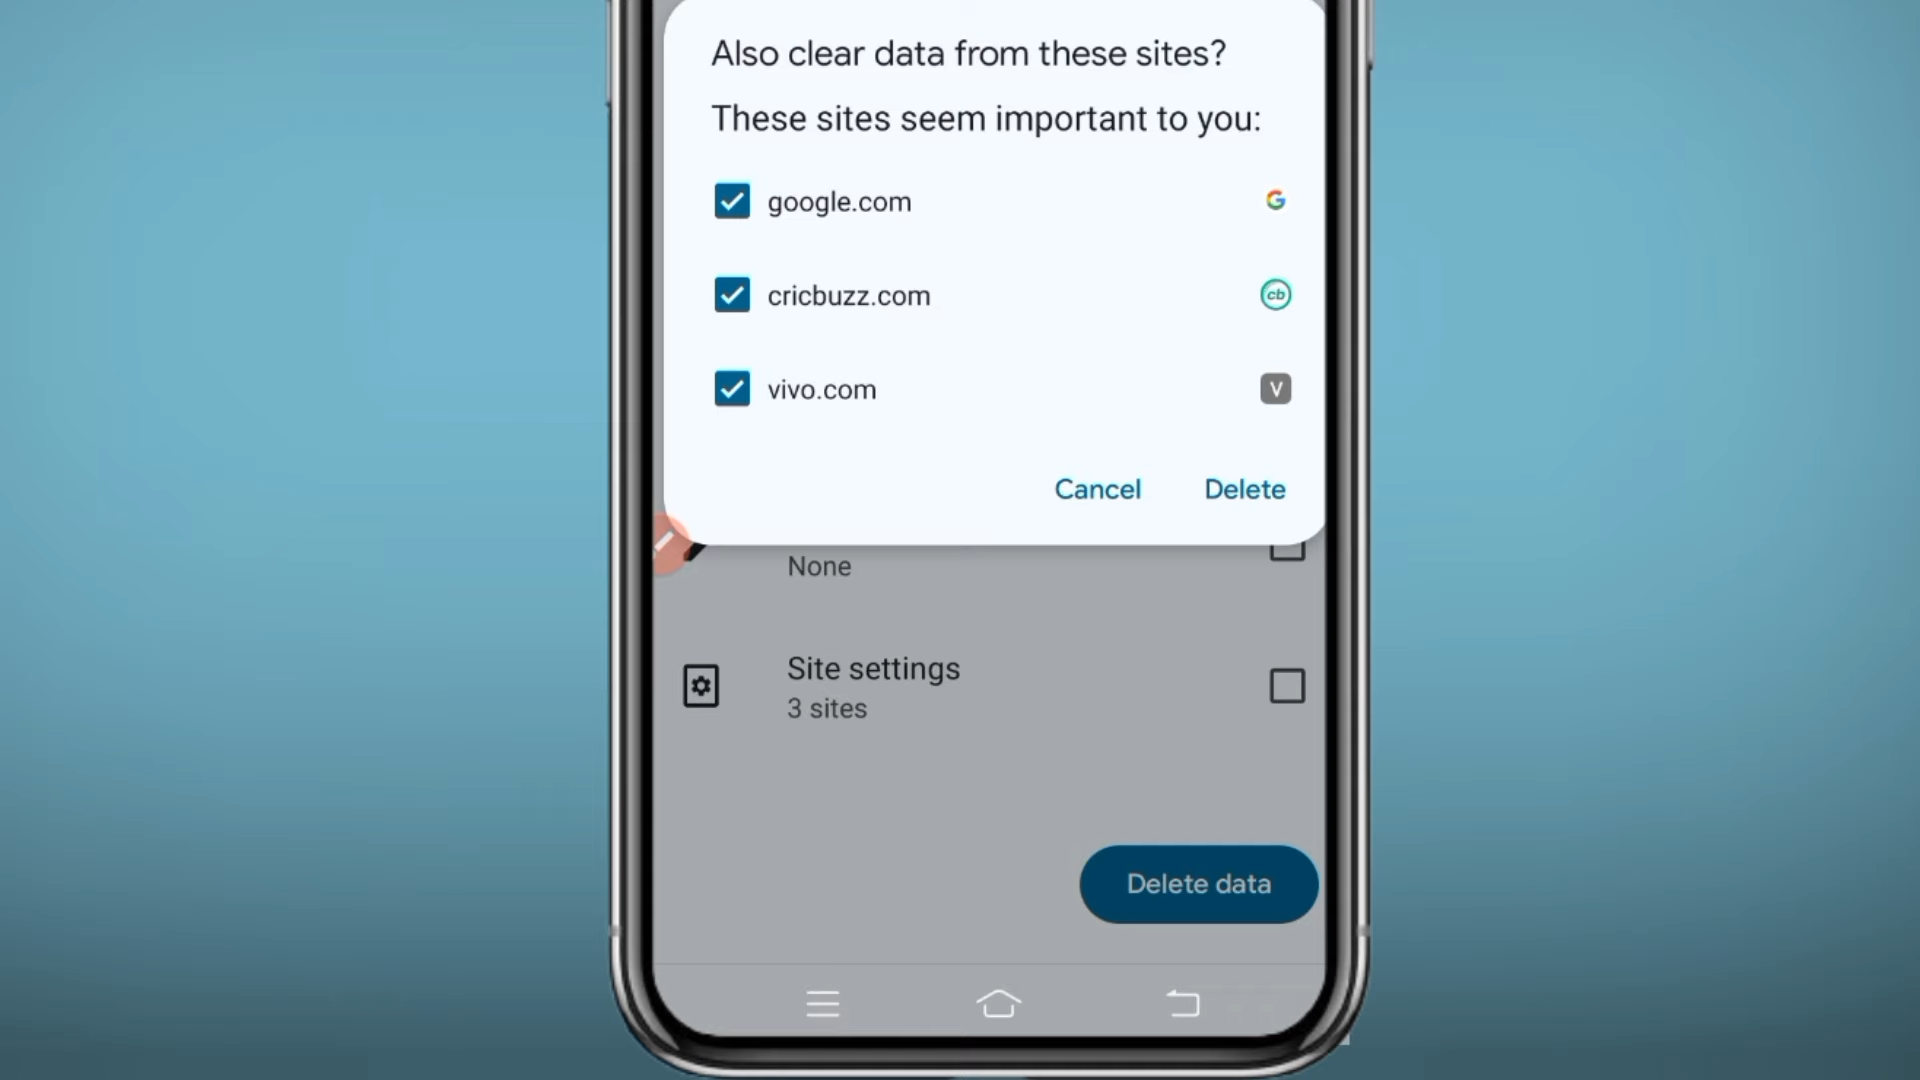 Also clear data from these sites?
These sites seem important to you:
google.com
G
cricbuzz.com
cb
vivo.com
V
Cancel
Delete
None
Site settings
3 sites
Delete data